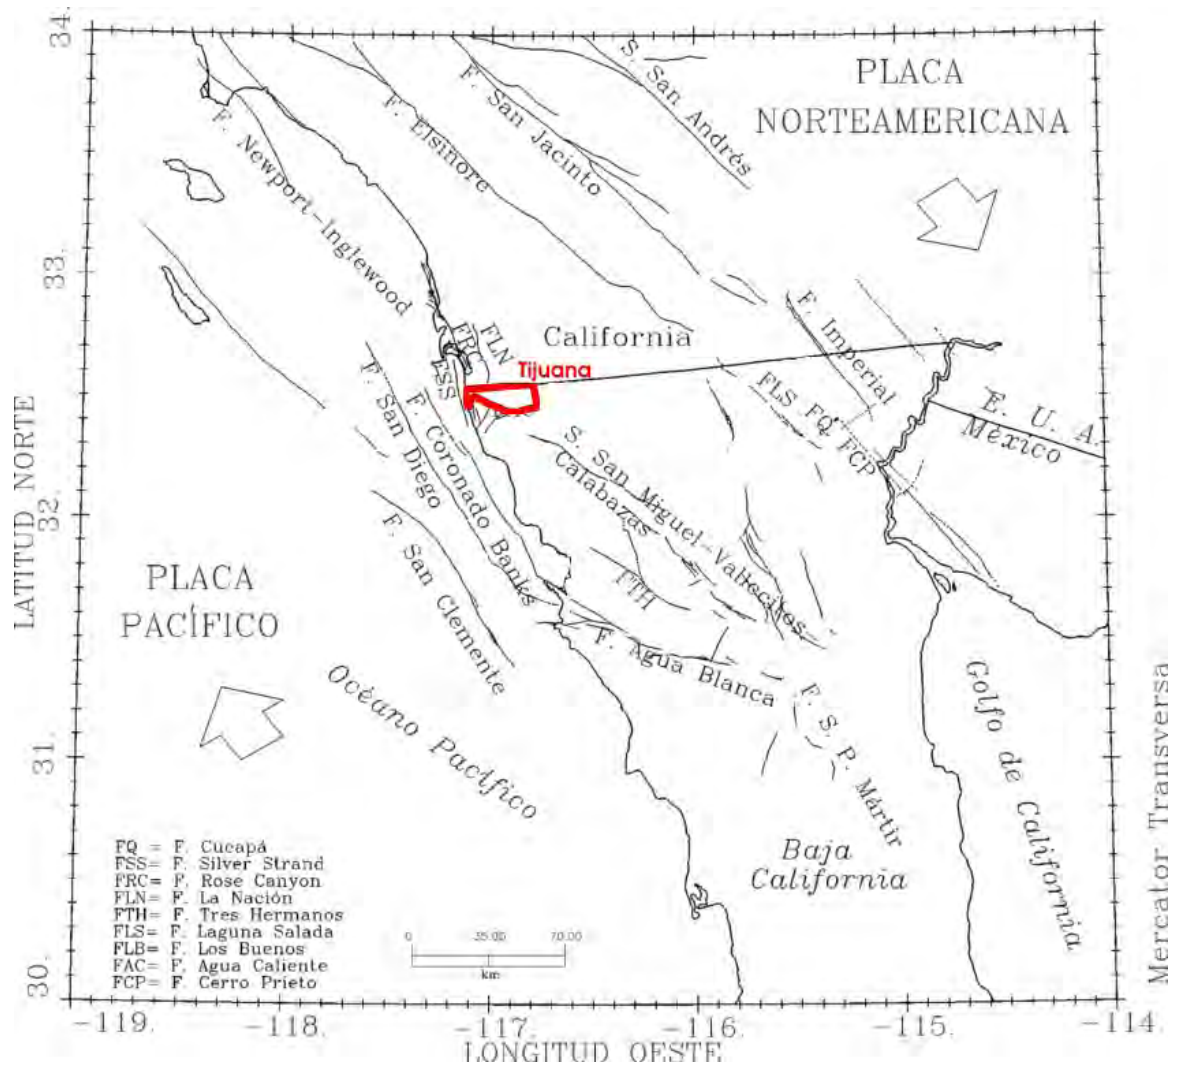 34.
33.
32.
31.
30.
LATITUD NORTE
-119.
-118.
-117.
-116.
-115.
-114.
LONGITUD OESTE
Mercator Transversa
PLACA
NORTEAMERICANA
S. San Andrés
F. San Jacinto
F. Elsinore
F. Newport-Inglewood
California
F. Imperial
FRC
FLN
FSS
Tijuana
FLS FQ FCP
E. U. A.
México
F. San Diego
F. Coronado Banks
S. San Miguel-Vallecitos
Calabazas
F. San Clemente
FTH
F. Agua Blanca
F. S. P. Mártir
PLACA
PACÍFICO
Océano Pacífico
Golfo de California
Baja
California
FQ = F. Cucapá
FSS= F. Silver Strand
FRC= F. Rose Canyon
FLN= F. La Nación
FTH= F. Tres Hermanos
FLS= F. Laguna Salada
FLB= F. Los Buenos
FAC= F. Agua Caliente
FCP= F. Cerro Prieto
0 35.00 70.00
km